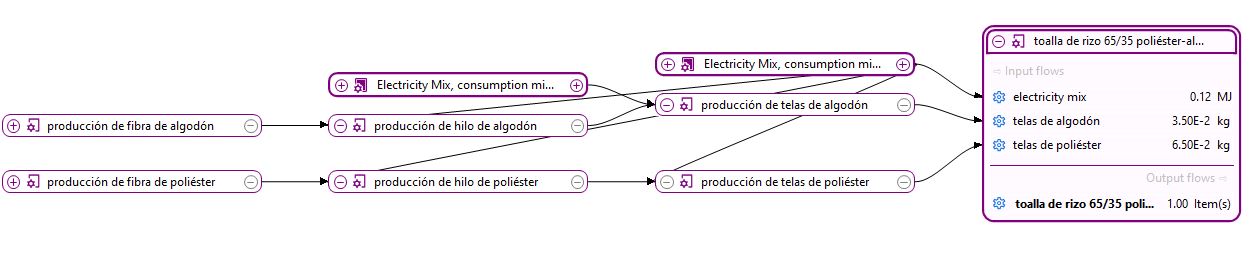 toalla de rizo 65/35 poliéster-al...
Electricity Mix, consumption mi...
Input flows
Electricity Mix, consumption mi...
electricity mix 0.12 MJ
producción de telas de algodón
telas de algodón 3.50E-2 kg
producción de fibra de algodón
producción de hilo de algodón
telas de poliéster 6.50E-2 kg
producción de fibra de poliéster
producción de hilo de poliéster
producción de telas de poliéster
Output flows
toalla de rizo 65/35 poli... 1.00 Item(s)